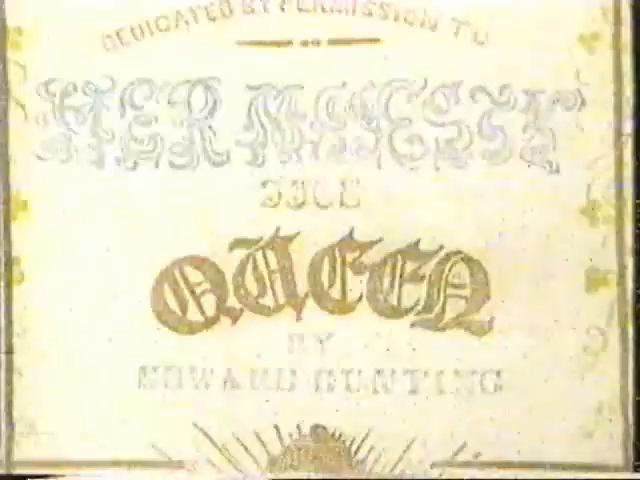 DEDICATED BY PERMISSION TO
HER MAJESTY
THE
QUEEN
BY
EDWARD BUNTING